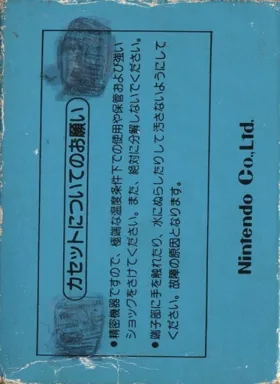 カセットについてのお願い
●精密機器ですので、極端な温度条件下での使用や保管および強い
ショックをさけてください。また、絶対に分解しないでください。
●端子部に手を触れたり、水にぬらしたりして汚さないようにして
ください。故障の原因となります。
Nintendo Co.,Ltd.